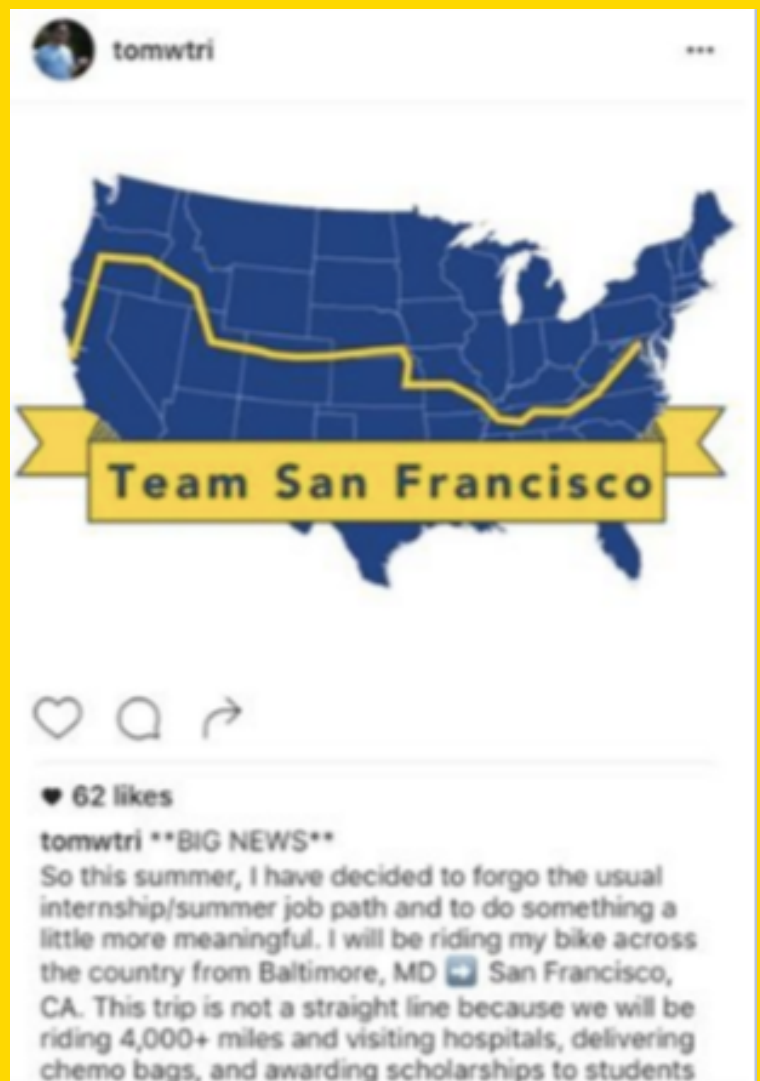 tomwtri
Team San Francisco
62 likes
tomwtri **BIG NEWS**
So this summer, I have decided to forgo the usual
internship/summer job path and to do something a
little more meaningful. I will be riding my bike across
the country from Baltimore, MD ➡️ San Francisco,
CA. This trip is not a straight line because we will be
riding 4,000+ miles and visiting hospitals, delivering
chemo bags, and awarding scholarships to students